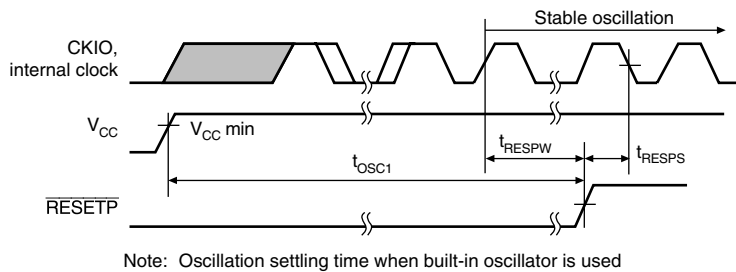 Stable oscillation
CKIO,
internal clock
VCC
VCC min
tRESPW
tRESPS
tOSC1
RESETP
Note: Oscillation settling time when built-in oscillator is used